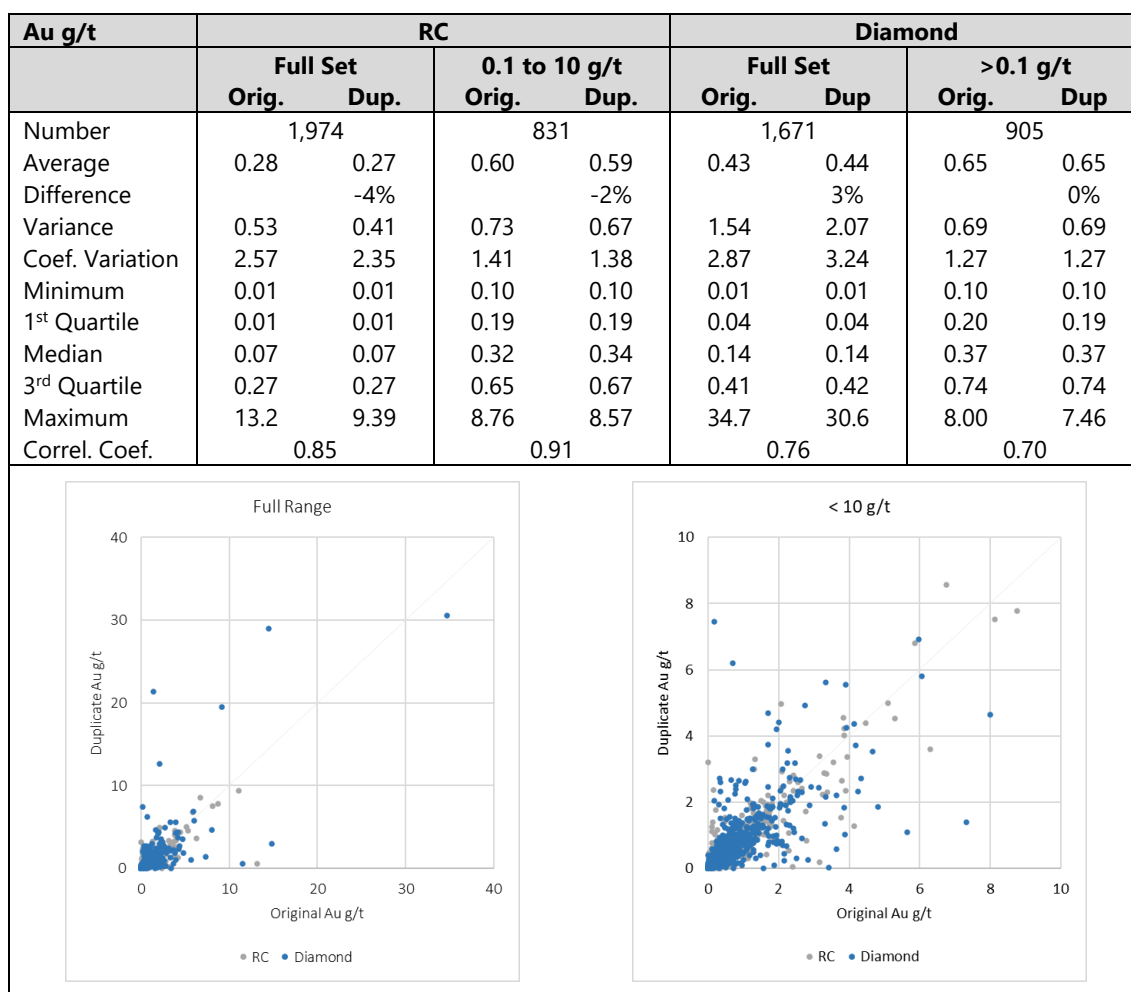 Au g/t RC Diamond
Full Set 0.1 to 10 g/t Full Set >0.1 g/t
Orig. Dup. Orig. Dup. Orig. Dup Orig. Dup
Number 1,974 831 1,671 905
Average 0.28 0.27 0.60 0.59 0.43 0.44 0.65 0.65
Difference -4% -2% 3% 0%
Variance 0.53 0.41 0.73 0.67 1.54 2.07 0.69 0.69
Coef. Variation 2.57 2.35 1.41 1.38 2.87 3.24 1.27 1.27
Minimum 0.01 0.01 0.10 0.10 0.01 0.01 0.10 0.10
1st Quartile 0.01 0.01 0.19 0.19 0.04 0.04 0.20 0.19
Median 0.07 0.07 0.32 0.34 0.14 0.14 0.37 0.37
3rd Quartile 0.27 0.27 0.65 0.67 0.41 0.42 0.74 0.74
Maximum 13.2 9.39 8.76 8.57 34.7 30.6 8.00 7.46
Correl. Coef. 0.85 0.91 0.76 0.70
Full Range
40
30
20
10
0
Duplicate Au g/t
0 10 20 30 40
Original Au g/t
RC Diamond
< 10 g/t
10
8
6
4
2
0
Duplicate Au g/t
0 2 4 6 8 10
Original Au g/t
RC Diamond